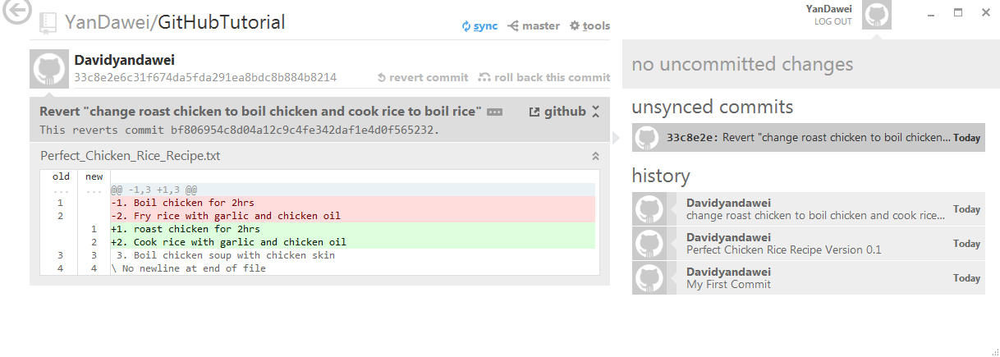 YanDawei/GitHubTutorial
sync master tools
YanDawei
LOG OUT
Davidyandawei
33c8e2e6c31f674da5fda291ea8bdc8b884b8214
revert commit roll back this commit
Revert "change roast chicken to boil chicken and cook rice to boil rice" github
This reverts commit bf806954c8d04a12c9c4fe342daf1e4d0f565232.
Perfect_Chicken_Rice_Recipe.txt
old new
... ... @@ -1,3 +1,3 @@
1 -1. Boil chicken for 2hrs
2 -2. Fry rice with garlic and chicken oil
1 +1. roast chicken for 2hrs
2 +2. Cook rice with garlic and chicken oil
3 3 3. Boil chicken soup with chicken skin
4 4 \ No newline at end of file
no uncommitted changes
unsynced commits
33c8e2e: Revert "change roast chicken to boil chicken... Today
history
Davidyandawei
change roast chicken to boil chicken and cook rice... Today
Davidyandawei
Perfect Chicken Rice Recipe Version 0.1 Today
Davidyandawei
My First Commit Today